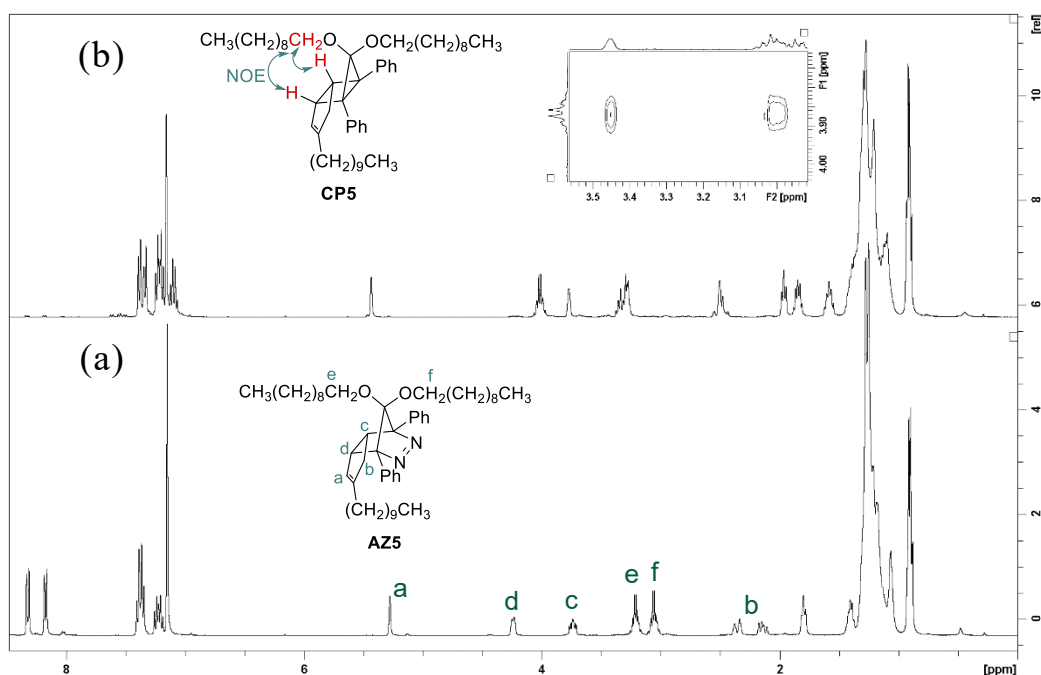 (b)
CH3(CH2)8CH2O OCH2(CH2)8CH3
H Ph
NOE
H
Ph
(CH2)9CH3
CP5
F1 [ppm]
3.90
4.00
3.5 3.4 3.3 3.2 3.1 F2 [ppm]
[rel]
10
8
6
(a)
e f
CH3(CH2)8CH2O OCH2(CH2)8CH3
c Ph
d N
N
a b Ph
(CH2)9CH3
AZ5
4
2
0
a d c e f b
8 6 4 2 [ppm]